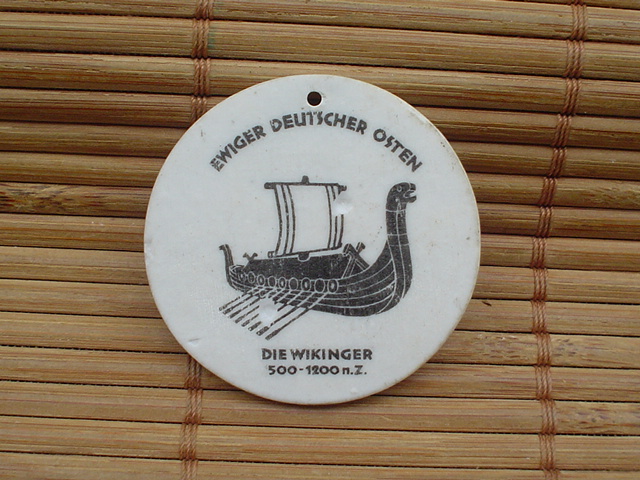 EWIGER DEUTSCHER OSTEN
DIE WIKINGER
500-1200 n.Z.